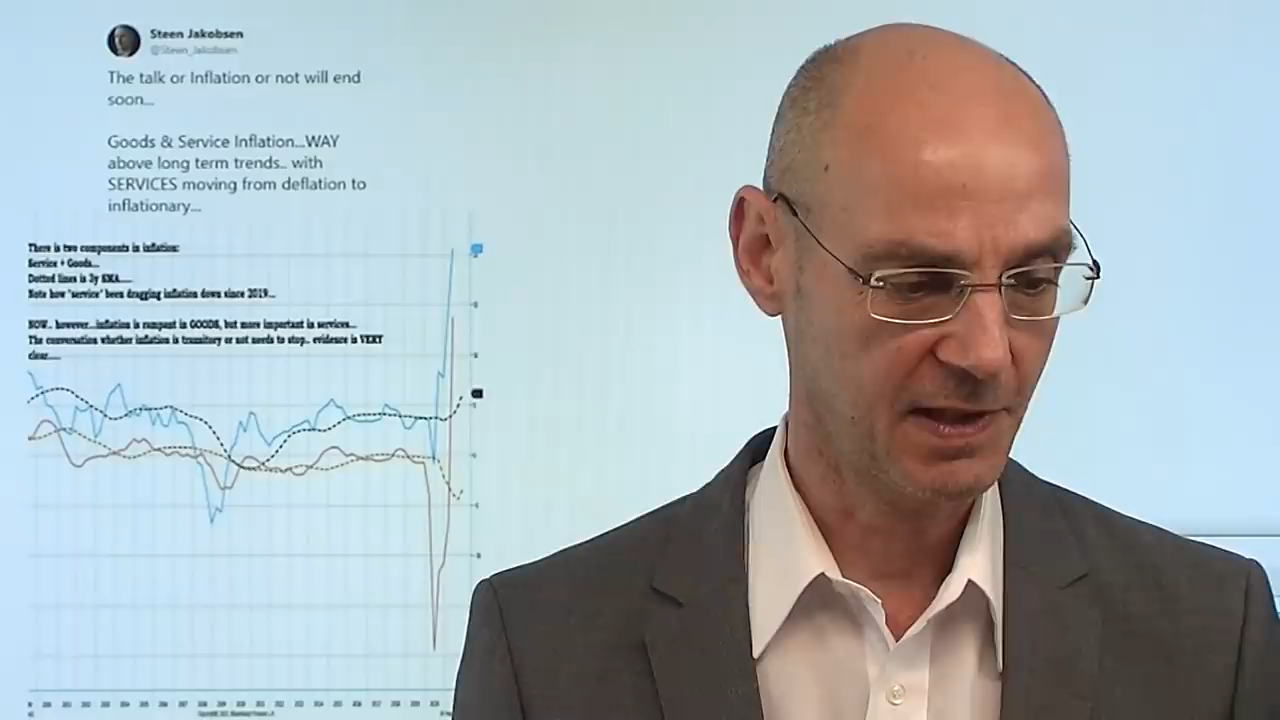 Steen Jakobsen
@Steen_Jakobsen
The talk or Inflation or not will end
soon...
Goods & Service Inflation...WAY
above long term trends.. with
SERVICES moving from deflation to
inflationary...
There is two components in inflation:
Service + Goods...
Dotted lines is 3y EMA.....
Note how 'service' been dragging inflation down since 2019...
NOW.. however...inflation is rampant in GOODS, but more important in services...
The conversation whether inflation is transitory or not needs to stop.. evidence is VERY
clear.....